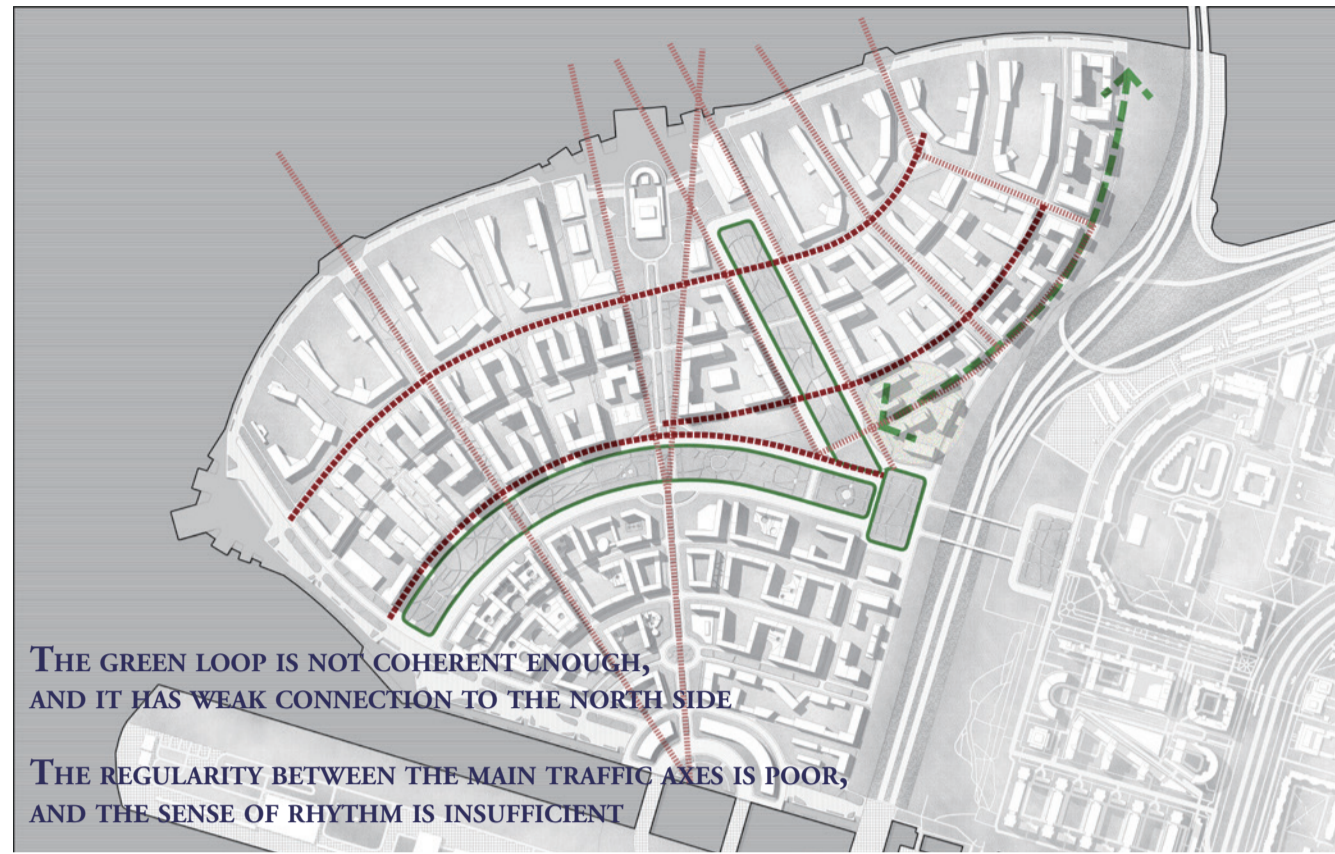 The green loop is not coherent enough,
and it has weak connection to the north side
The regularity between the main traffic axes is poor,
and the sense of rhythm is insufficient